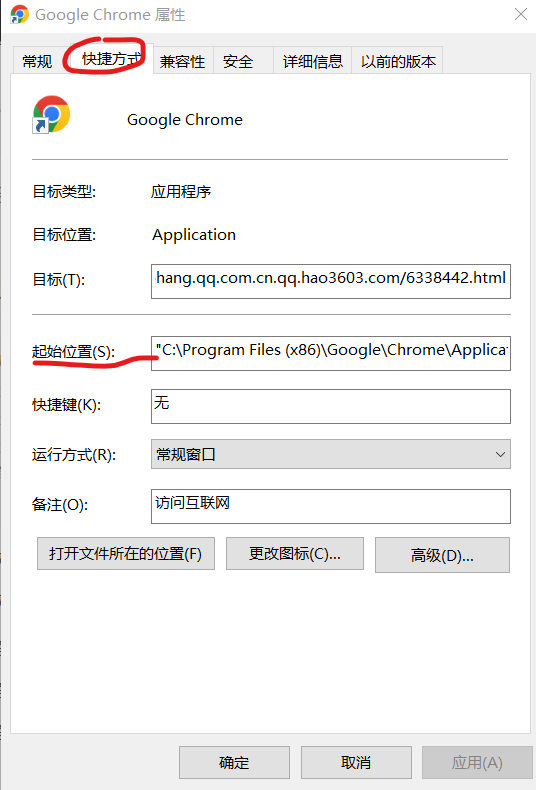 Google Chrome 属性
常规 快捷方式 兼容性 安全 详细信息 以前的版本
Google Chrome
目标类型: 应用程序
目标位置: Application
目标(T): hang.qq.com.cn.qq.hao3603.com/6338442.html
起始位置(S): "C:\Program Files (x86)\Google\Chrome\Applicat
快捷键(K): 无
运行方式(R): 常规窗口
备注(O): 访问互联网
打开文件所在的位置(F) 更改图标(C)... 高级(D)...
确定 取消 应用(A)